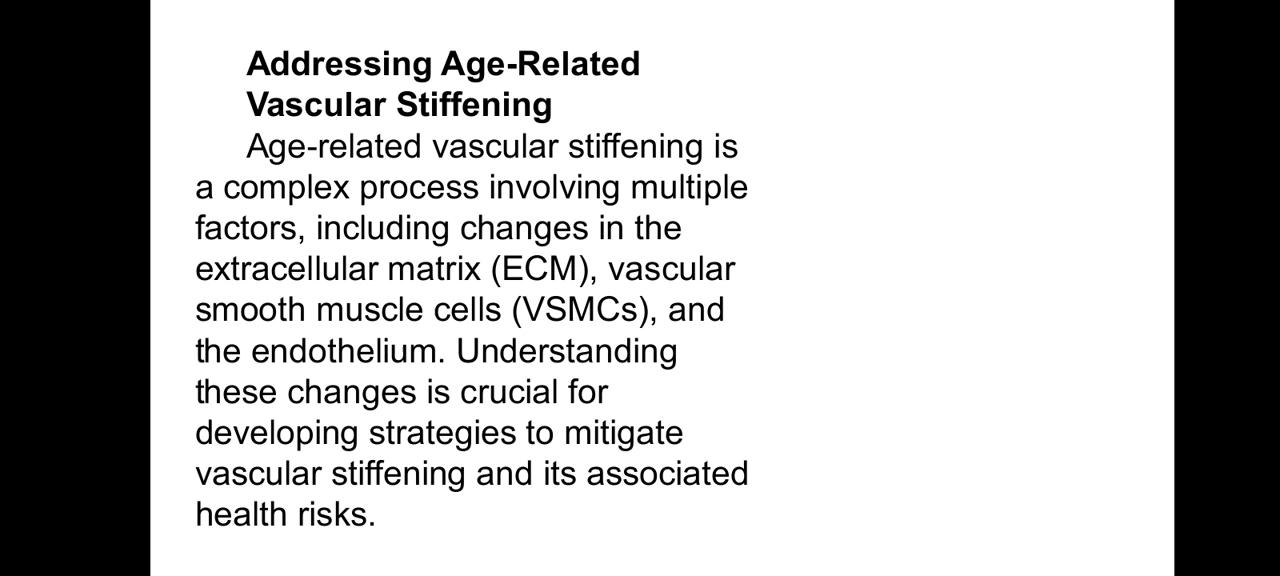 Addressing Age-Related
Vascular Stiffening
Age-related vascular stiffening is
a complex process involving multiple
factors, including changes in the
extracellular matrix (ECM), vascular
smooth muscle cells (VSMCs), and
the endothelium. Understanding
these changes is crucial for
developing strategies to mitigate
vascular stiffening and its associated
health risks.